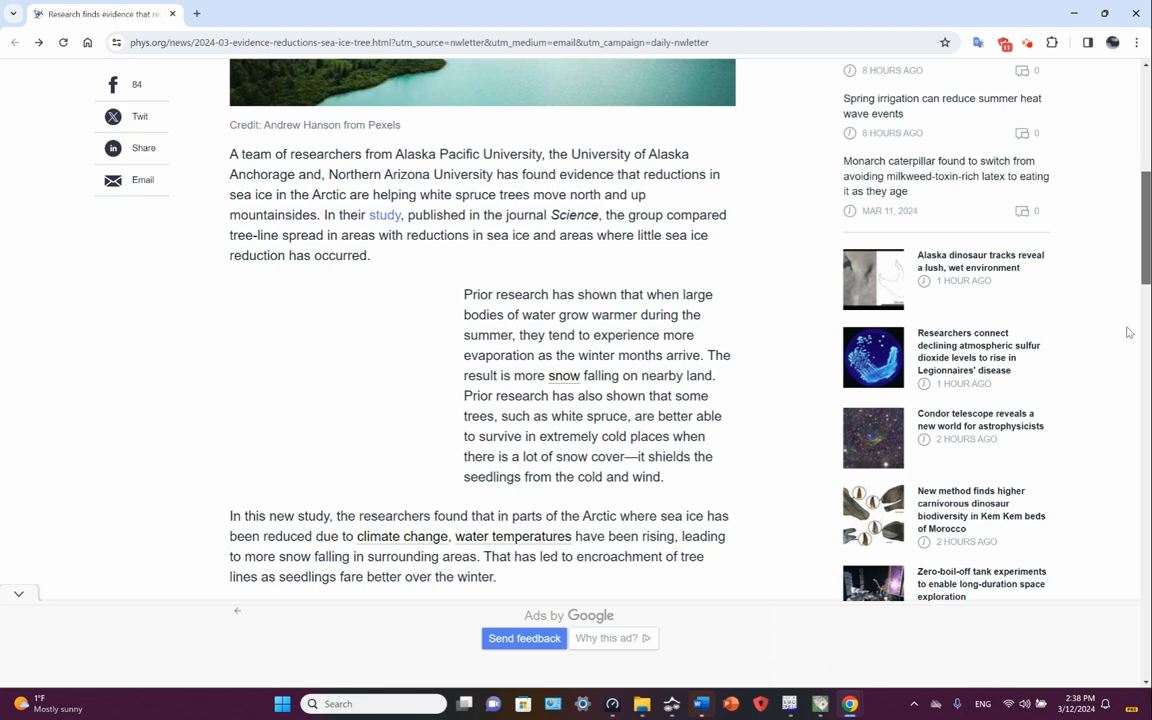 Research finds evidence that re
phys.org/news/2024-03-evidence-reductions-sea-ice-tree.html?utm_source=nwletter&utm_medium=email&utm_campaign=daily-nwletter
11
84
Twit
Share
Email
Credit: Andrew Hanson from Pexels
A team of researchers from Alaska Pacific University, the University of Alaska
Anchorage and, Northern Arizona University has found evidence that reductions in
sea ice in the Arctic are helping white spruce trees move north and up
mountainsides. In their study, published in the journal Science, the group compared
tree-line spread in areas with reductions in sea ice and areas where little sea ice
reduction has occurred.
Prior research has shown that when large
bodies of water grow warmer during the
summer, they tend to experience more
evaporation as the winter months arrive. The
result is more snow falling on nearby land.
Prior research has also shown that some
trees, such as white spruce, are better able
to survive in extremely cold places when
there is a lot of snow cover—it shields the
seedlings from the cold and wind.
In this new study, the researchers found that in parts of the Arctic where sea ice has
been reduced due to climate change, water temperatures have been rising, leading
to more snow falling in surrounding areas. That has led to encroachment of tree
lines as seedlings fare better over the winter.
8 HOURS AGO 0
Spring irrigation can reduce summer heat
wave events
8 HOURS AGO 0
Monarch caterpillar found to switch from
avoiding milkweed-toxin-rich latex to eating
it as they age
MAR 11, 2024 0
Alaska dinosaur tracks reveal
a lush, wet environment
1 HOUR AGO
Researchers connect
declining atmospheric sulfur
dioxide levels to rise in
Legionnaires' disease
1 HOUR AGO
Condor telescope reveals a
new world for astrophysicists
2 HOURS AGO
New method finds higher
carnivorous dinosaur
biodiversity in Kem Kem beds
of Morocco
2 HOURS AGO
Zero-boil-off tank experiments
to enable long-duration space
exploration
Ads by Google
Send feedback
Why this ad?
1°F
Mostly sunny
Search
ENG
2:38 PM
3/12/2024